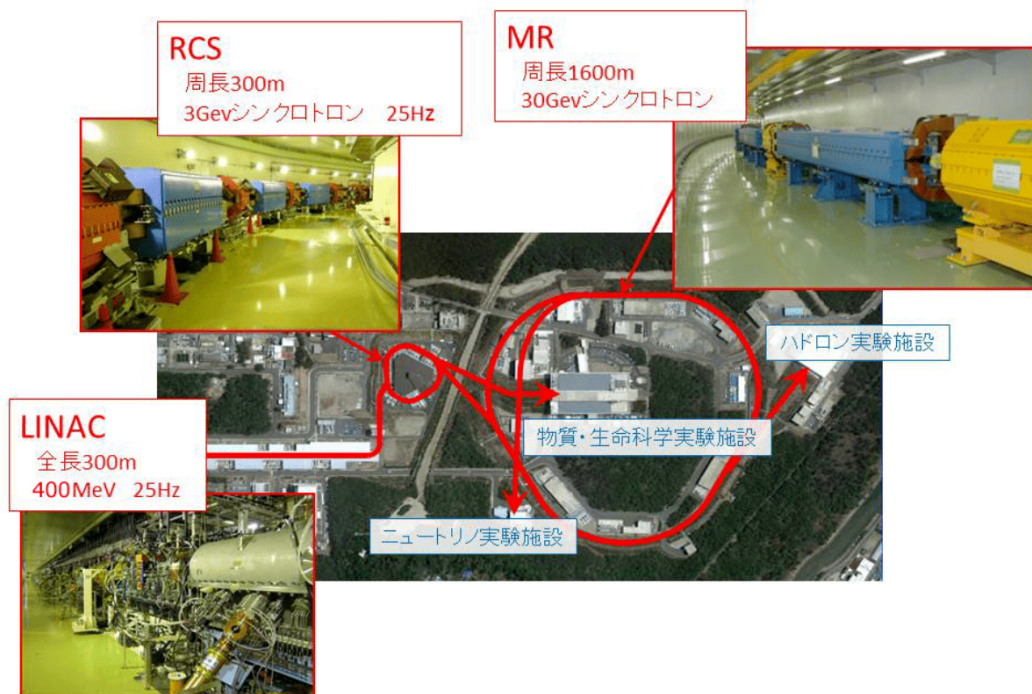 RCS
周長300m
3Gevシンクロトロン 25Hz
MR
周長1600m
30Gevシンクロトロン
ハドロン実験施設
物質・生命科学実験施設
LINAC
全長300m
400MeV 25Hz
ニュートリノ実験施設